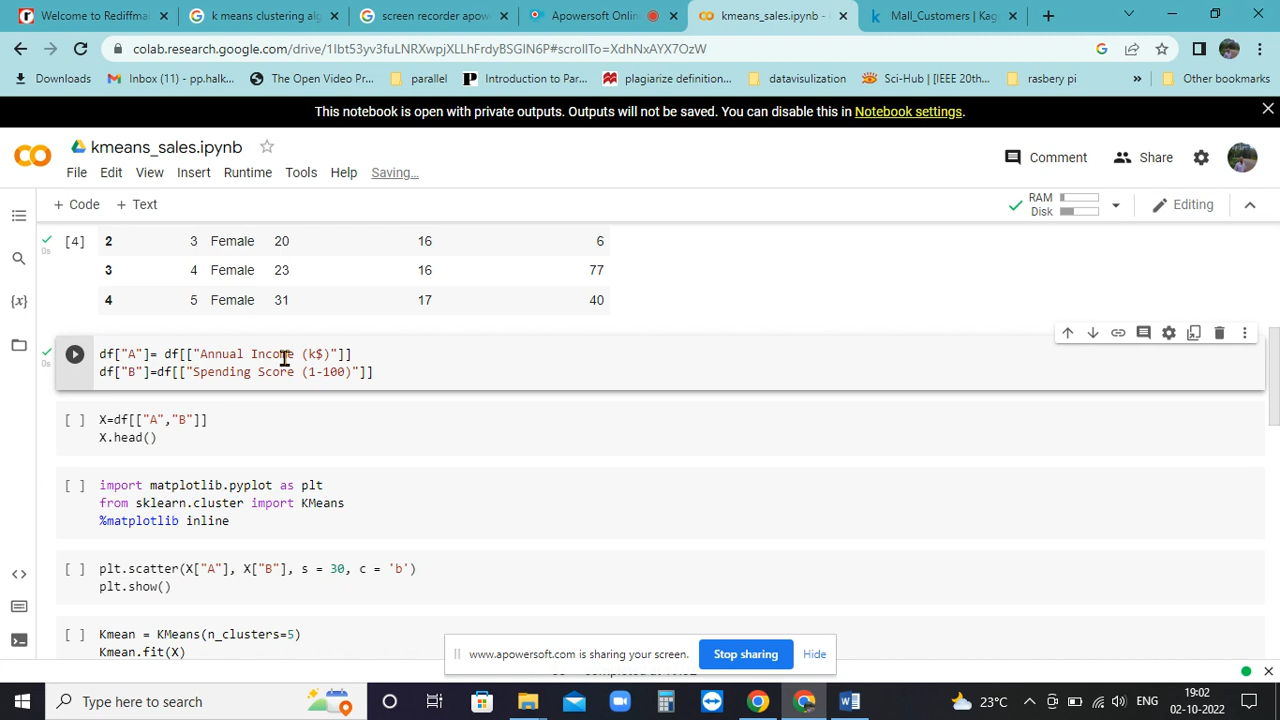 Welcome to Rediffmail
k means clustering alg
screen recorder apow
Apowersoft Onli
kmeans_sales.ipynb -
Mall_Customers | Kag
colab.research.google.com/drive/1Ibt53yv3fuLNRXwpjXLLhFrdyBSGIN6P#scrollTo=XdhNxAYX7OzW
Downloads
Inbox (11) - pp.halk...
The Open Video Pr...
parallel
Introduction to Par...
plagiarize definition...
datavisulization
Sci-Hub | [IEEE 20th...
rasbery pi
»
Other bookmarks
This notebook is open with private outputs. Outputs will not be saved. You can disable this in Notebook settings.
kmeans_sales.ipynb
Comment
Share
File Edit View Insert Runtime Tools Help Saving...
+ Code + Text
RAM
Disk
Editing
[4] 2 3 Female 20 16 6
0s
3 4 Female 23 16 77
4 5 Female 31 17 40
df["A"]= df[["Annual Income (k$)"]]
0s
df["B"]=df[["Spending Score (1-100)"]]
[ ] X=df[["A","B"]]
X.head()
[ ] import matplotlib.pyplot as plt
from sklearn.cluster import KMeans
%matplotlib inline
[ ] plt.scatter(X["A"], X["B"], s = 30, c = 'b')
plt.show()
[ ] Kmean = KMeans(n_clusters=5)
Kmean.fit(X)
www.apowersoft.com is sharing your screen. Stop sharing Hide
Type here to search
23°C
ENG
19:02
02-10-2022